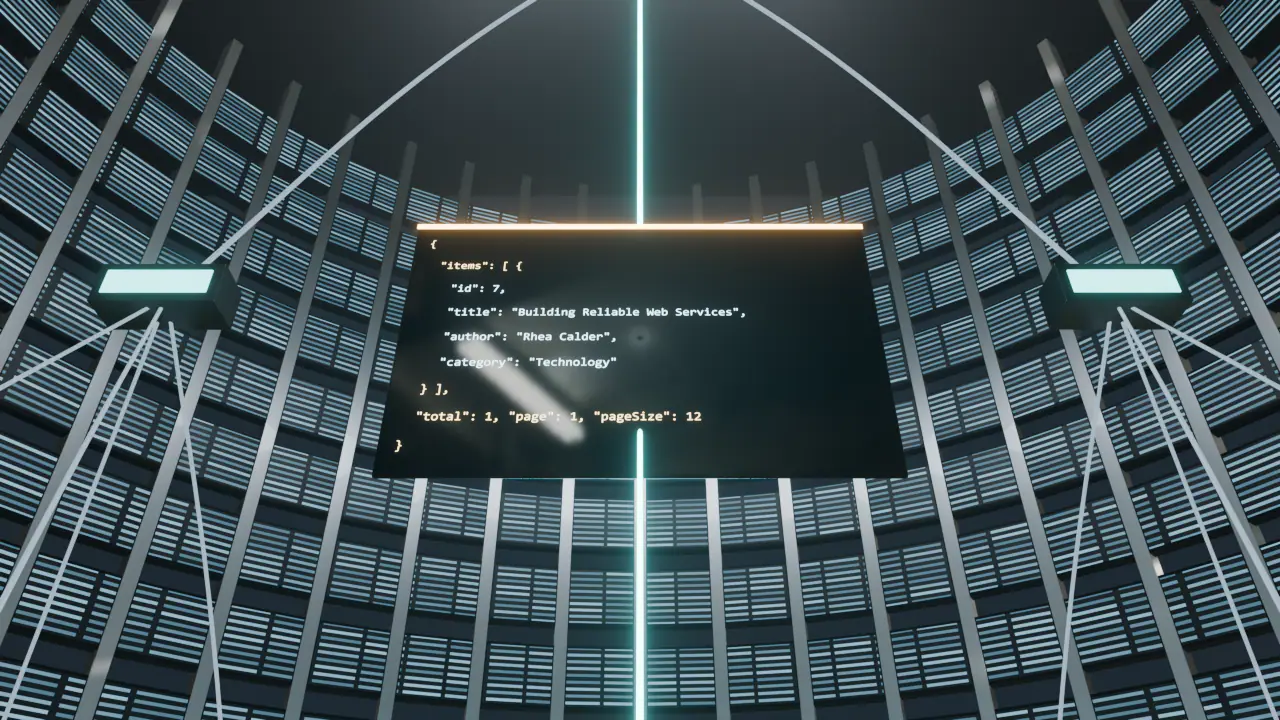 {
"items": [ {
"id": 7,
"title": "Building Reliable Web Services",
"author": "Rhea Calder",
"category": "Technology"
} ],
"total": 1, "page": 1, "pageSize": 12
}